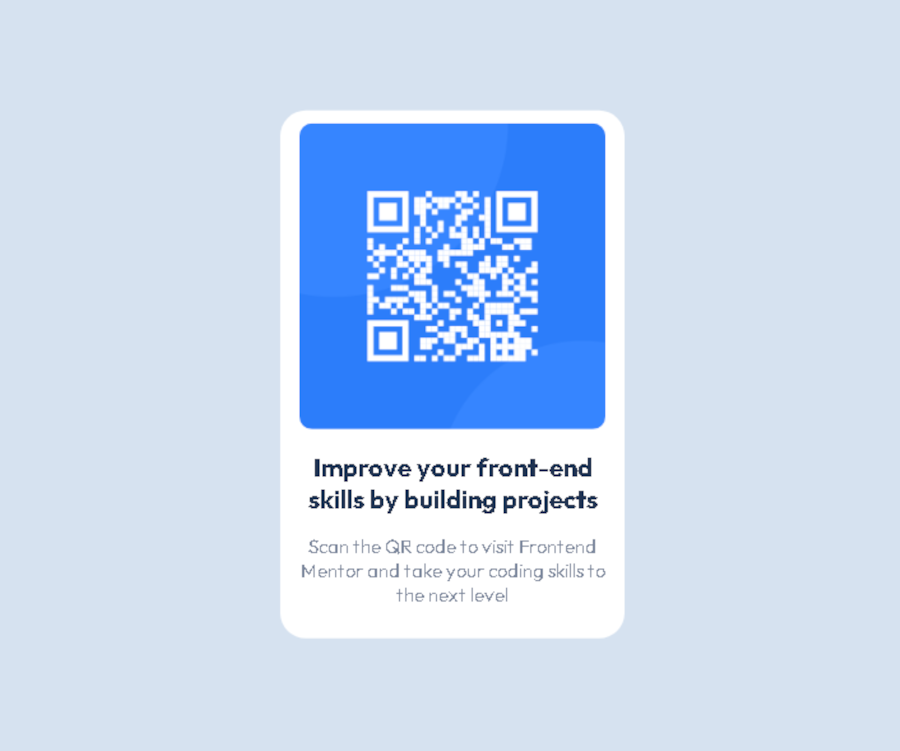 Improve your front-end
skills by building projects
Scan the QR code to visit Frontend
Mentor and take your coding skills to
the next level